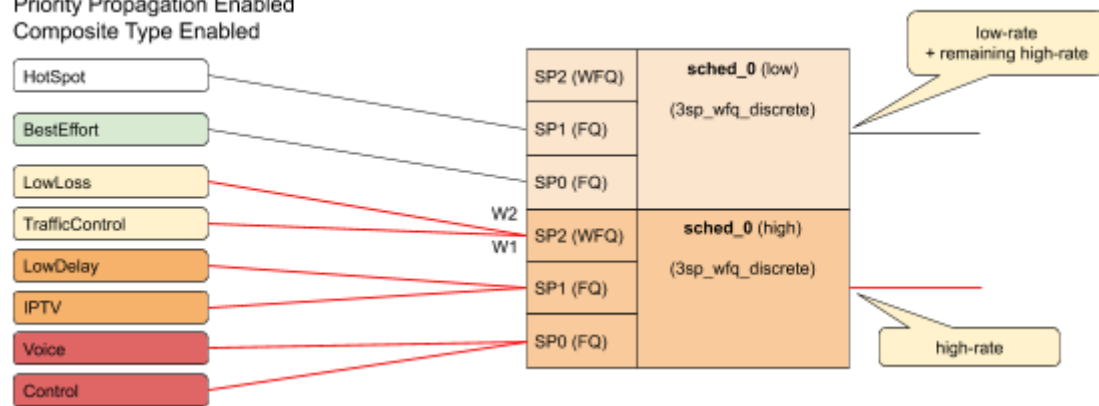 Priority Propagation Enabled
Composite Type Enabled
HotSpot
BestEffort
LowLoss
TrafficControl
LowDelay
IPTV
Voice
Control
W2
W1
SP2 (WFQ)
SP1 (FQ)
SP0 (FQ)
SP2 (WFQ)
SP1 (FQ)
SP0 (FQ)
sched_0 (low)
(3sp_wfq_discrete)
sched_0 (high)
(3sp_wfq_discrete)
low-rate
+ remaining high-rate
high-rate